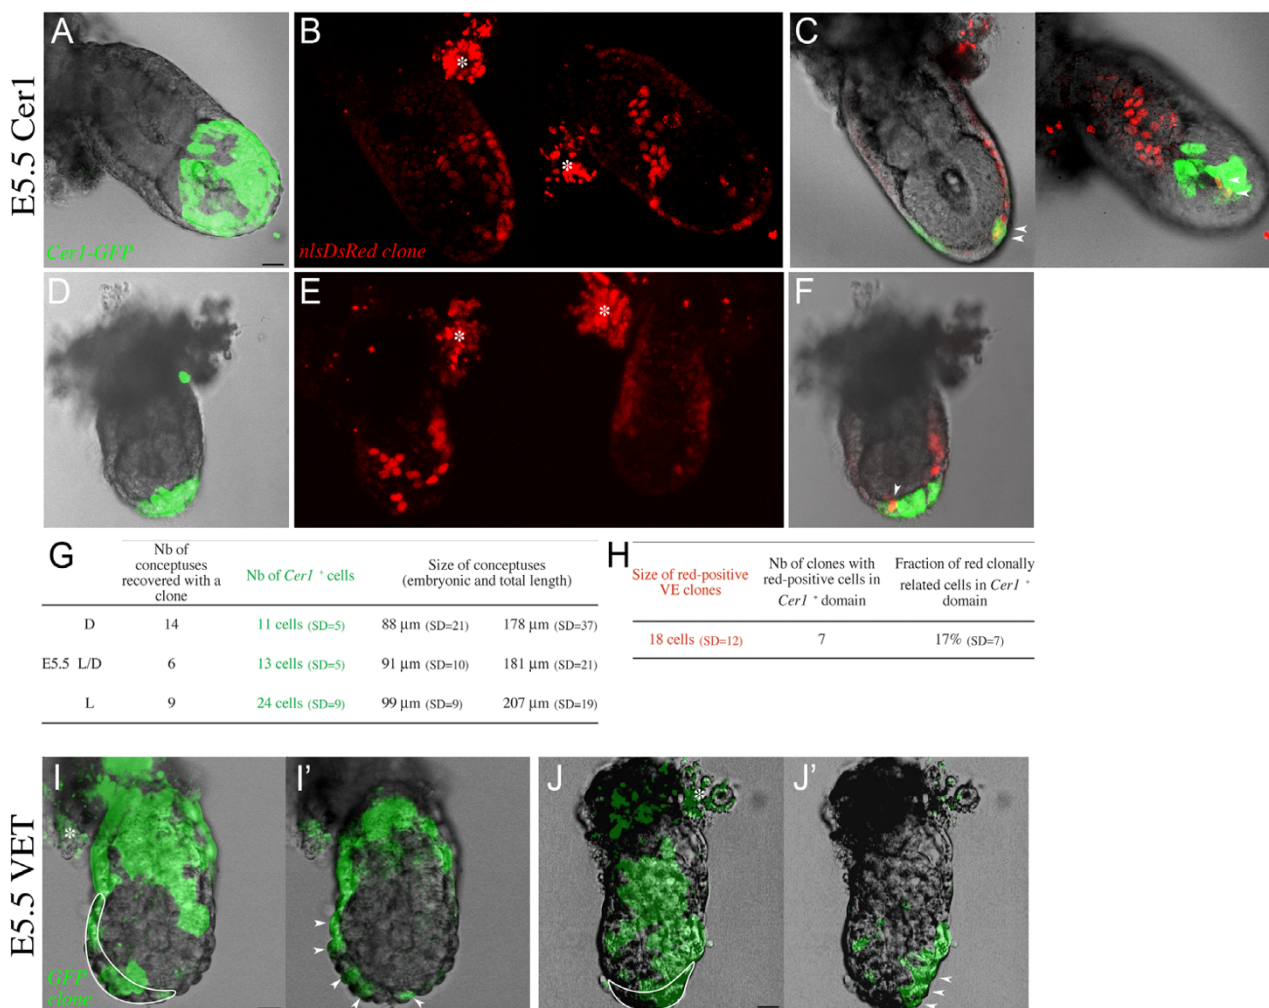 E5.5 Cer1
A
Cer1-GFP
B
*
*
nlsDsRed clone
C
D
E
*
*
F
G
Nb of
conceptuses
recovered with a
clone
Nb of Cer1 + cells
Size of conceptuses
(embryonic and total length)
D 14 11 cells (SD=5) 88 µm (SD=21) 178 µm (SD=37)
E5.5 L/D 6 13 cells (SD=5) 91 µm (SD=10) 181 µm (SD=21)
L 9 24 cells (SD=9) 99 µm (SD=9) 207 µm (SD=19)
H
Size of red-positive
VE clones
Nb of clones with
red-positive cells in
Cer1 + domain
Fraction of red clonally
related cells in Cer1 +
domain
18 cells (SD=12) 7 17% (SD=7)
E5.5 VET
I
*
GFP
clone
I'
J
*
J'